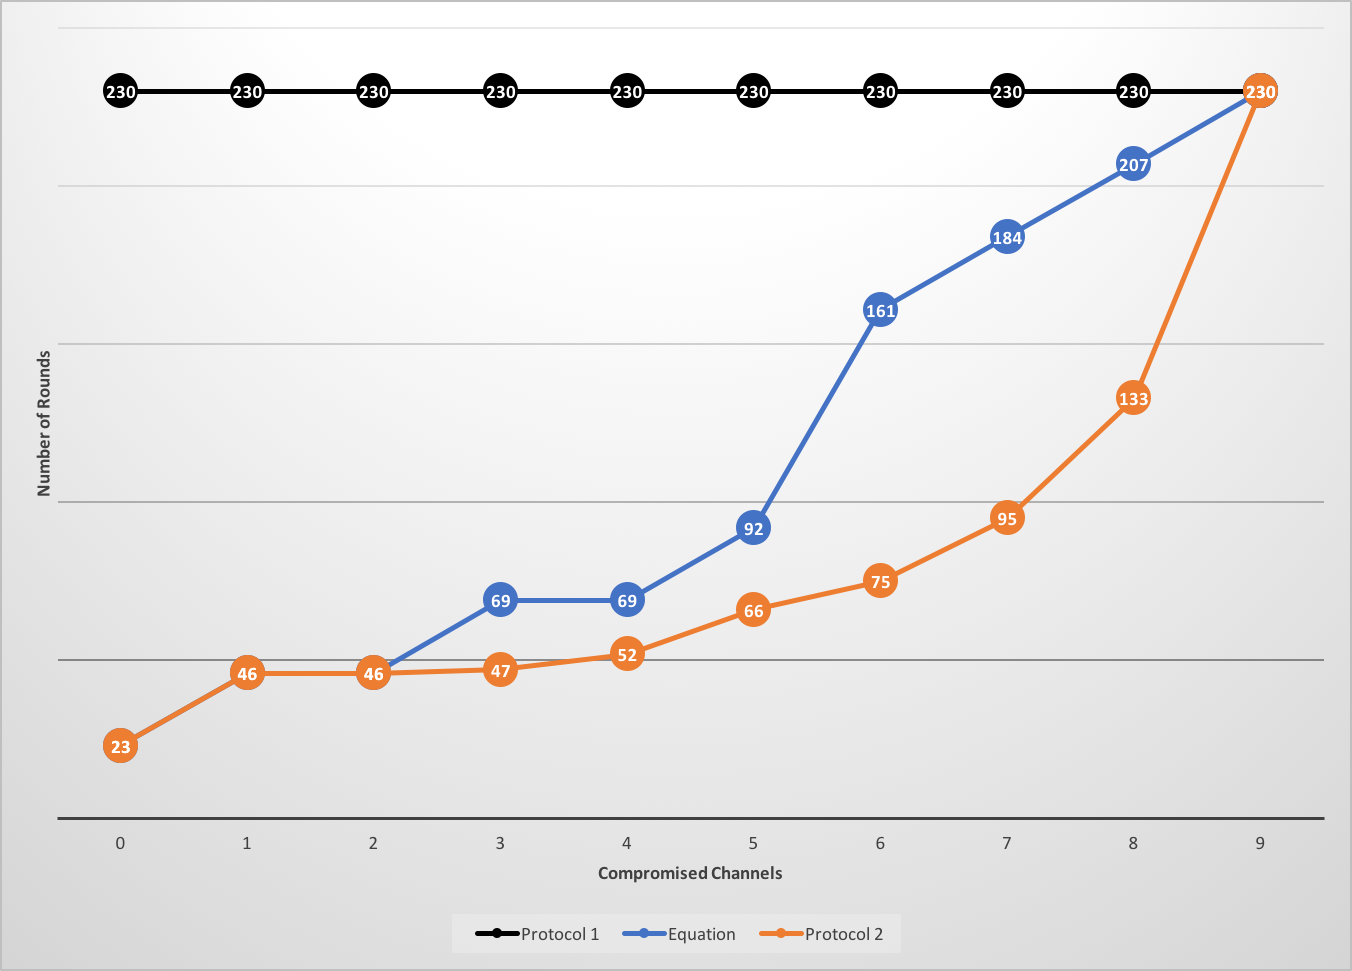 230 230 230 230 230 230 230 230 230 230
207
184
161
133
92
95
75
69 69
66
52
46 46 47
23
Number of Rounds
0 1 2 3 4 5 6 7 8 9
Compromised Channels
Protocol 1 Equation Protocol 2